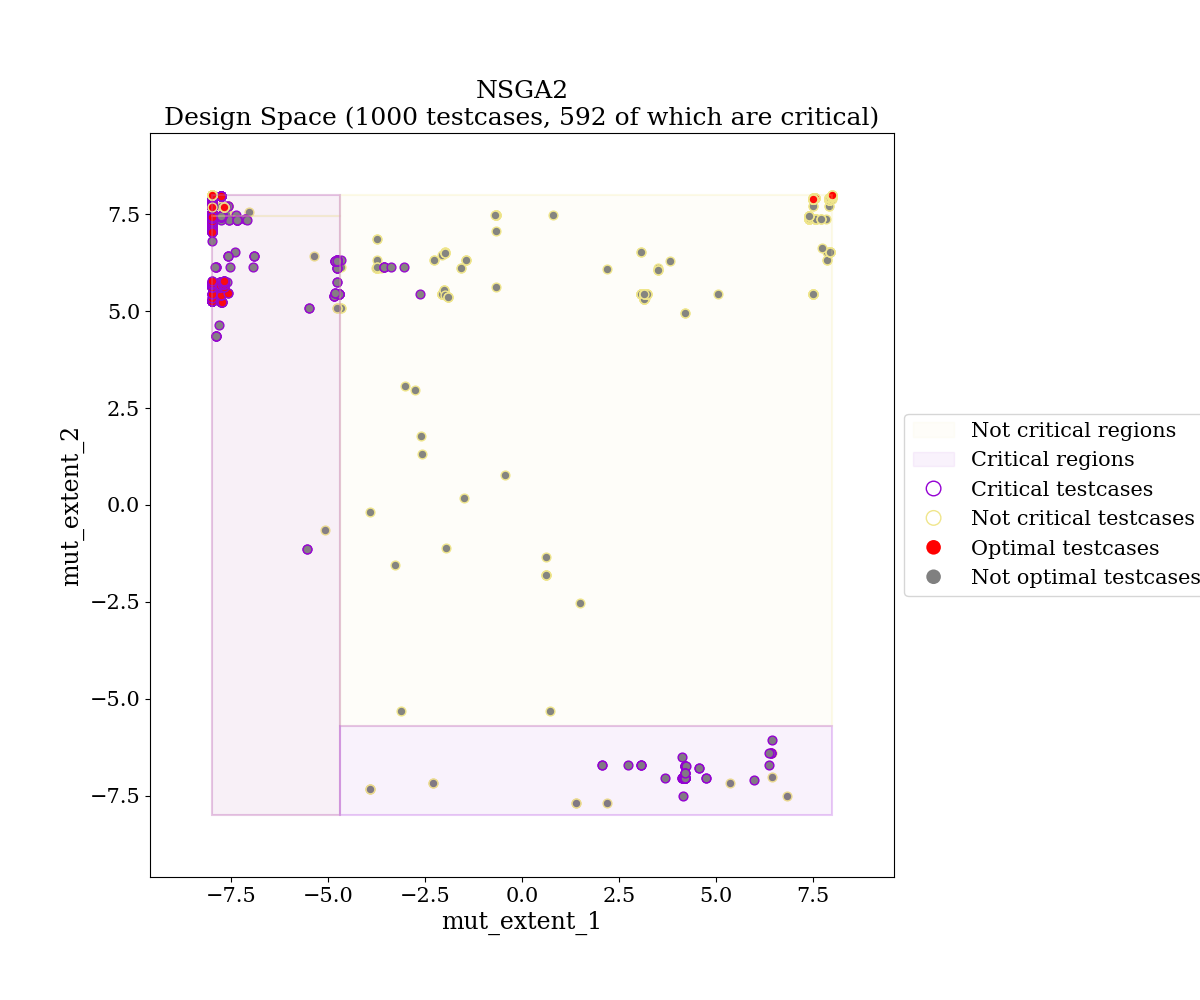 NSGA2
Design Space (1000 testcases, 592 of which are critical)
mut_extent_2
7.5
5.0
2.5
0.0
−2.5
−5.0
−7.5
−7.5 −5.0 −2.5 0.0 2.5 5.0 7.5
mut_extent_1
Not critical regions
Critical regions
Critical testcases
Not critical testcases
Optimal testcases
Not optimal testcases